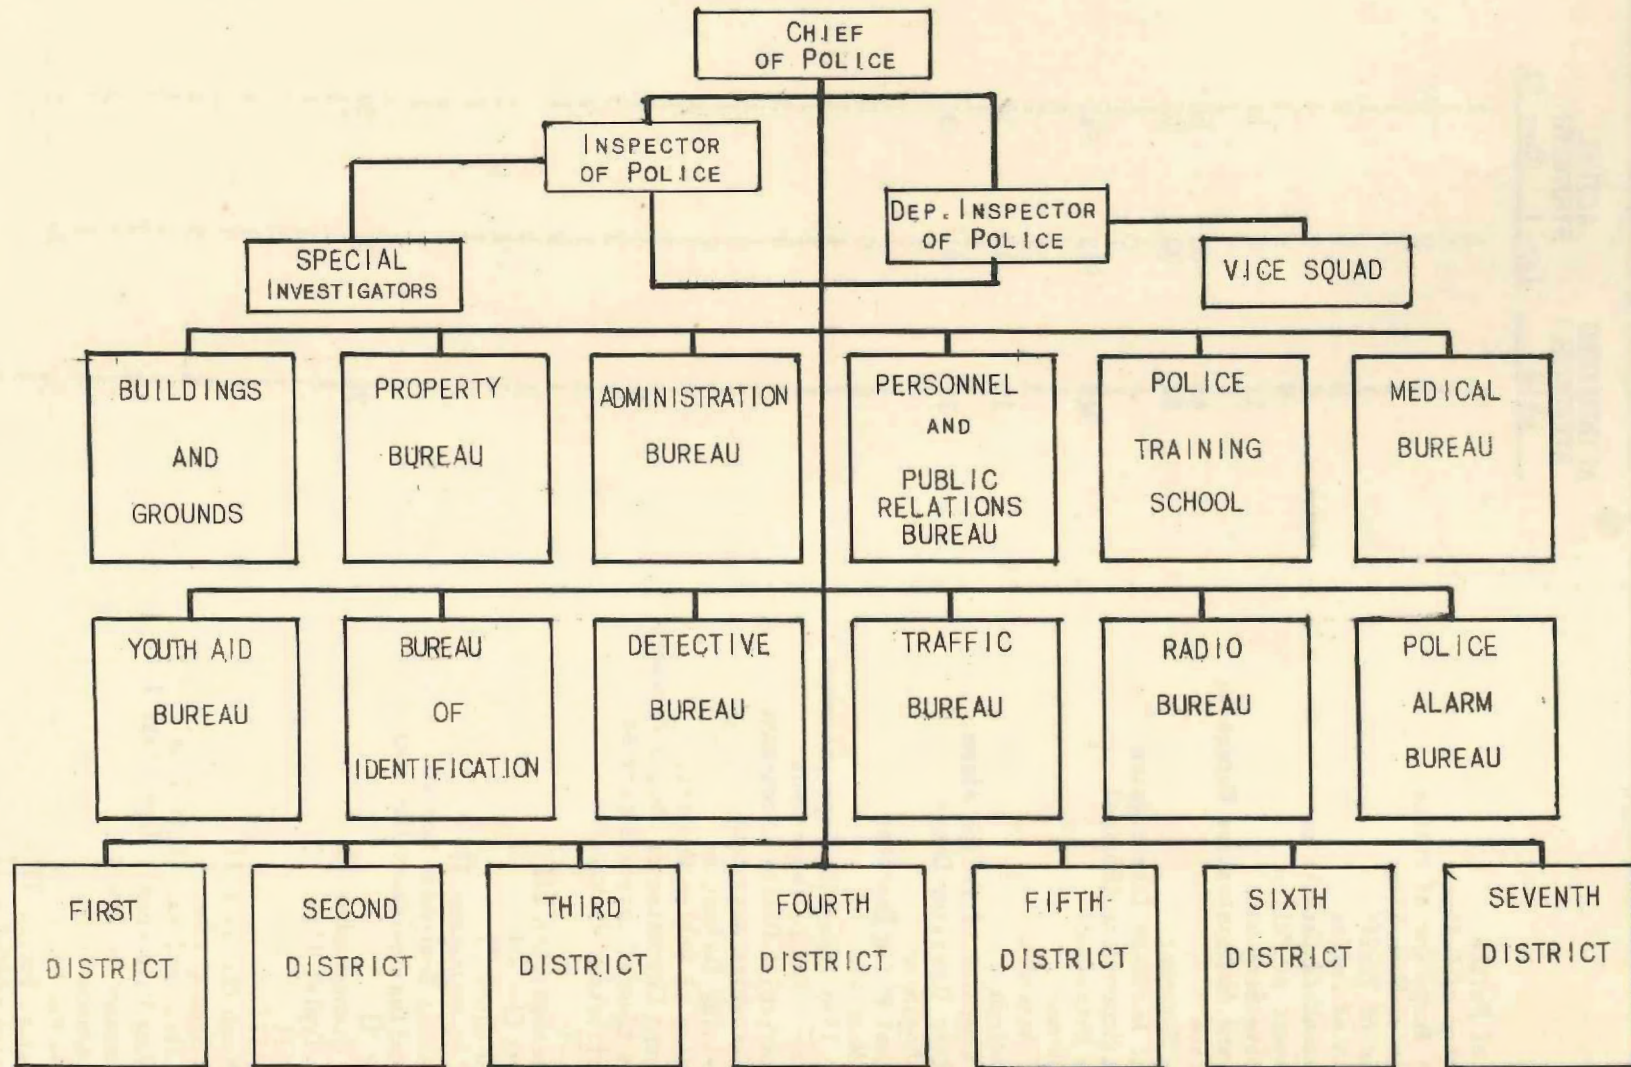 CHIEF
OF POLICE
INSPECTOR
OF POLICE
DEP. INSPECTOR
OF POLICE
SPECIAL
INVESTIGATORS
VICE SQUAD
BUILDINGS
AND
GROUNDS
PROPERTY
BUREAU
ADMINISTRATION
BUREAU
PERSONNEL
AND
PUBLIC
RELATIONS
BUREAU
POLICE
TRAINING
SCHOOL
MEDICAL
BUREAU
YOUTH AID
BUREAU
BUREAU
OF
IDENTIFICATION
DETECTIVE
BUREAU
TRAFFIC
BUREAU
RADIO
BUREAU
POLICE
ALARM
BUREAU
FIRST
DISTRICT
SECOND
DISTRICT
THIRD
DISTRICT
FOURTH
DISTRICT
FIFTH
DISTRICT
SIXTH
DISTRICT
SEVENTH
DISTRICT